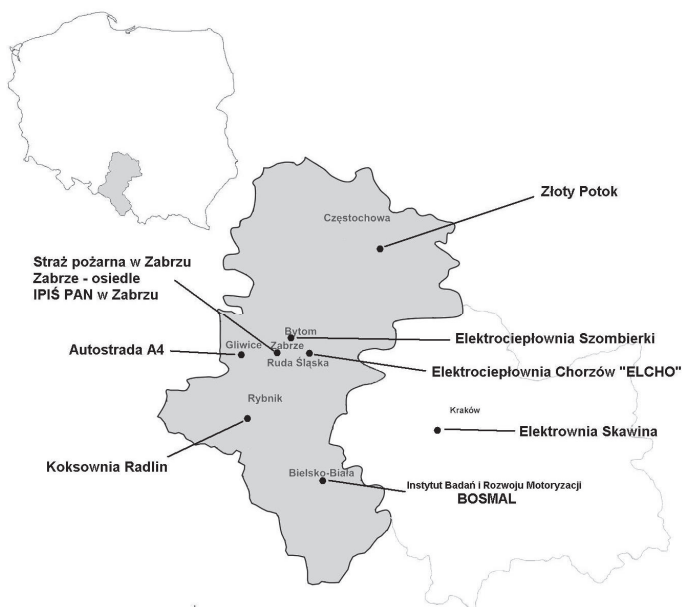 Złoty Potok
Częstochowa
Straż pożarna w Zabrzu
Zabrze - osiedle
IPIŚ PAN w Zabrzu
Bytom
Elektrociepłownia Szombierki
Gliwice
Zabrze
Autostrada A4
Ruda Śląska
Elektrociepłownia Chorzów "ELCHO"
Rybnik
Kraków
Elektrownia Skawina
Koksownia Radlin
Bielsko-Biała
Instytut Badań i Rozwoju Motoryzacji
BOSMAL